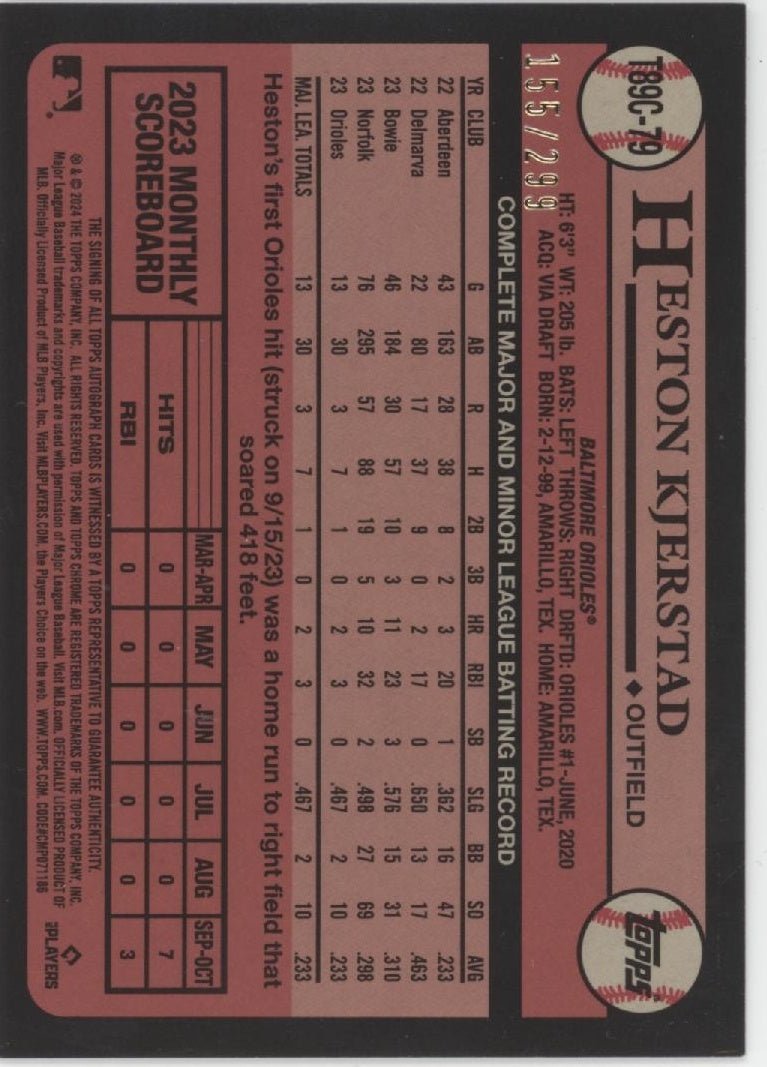 T89C-79
HESTON KJERSTAD
◆ OUTFIELD
TOPPS
155/299
BALTIMORE ORIOLES®
HT: 6'3" WT: 205 lb. BATS: LEFT THROWS: RIGHT DRFTD: ORIOLES #1-JUNE, 2020
ACQ: VIA DRAFT BORN: 2-12-99, AMARILLO, TEX. HOME: AMARILLO, TEX.
COMPLETE MAJOR AND MINOR LEAGUE BATTING RECORD
YR CLUB G AB R H 2B 3B HR RBI SB SLG BB SO AVG
22 Aberdeen 43 163 28 38 8 2 3 20 1 .362 16 47 .233
22 Delmarva 22 80 17 37 9 0 2 17 0 .650 13 17 .463
23 Bowie 46 184 30 57 10 3 11 23 3 .576 15 31 .310
23 Norfolk 76 295 57 88 19 5 10 32 2 .498 27 69 .298
23 Orioles 13 30 3 7 1 0 2 3 0 .467 2 10 .233
MAJ. LEA. TOTALS 13 30 3 7 1 0 2 3 0 .467 2 10 .233
Heston's first Orioles hit (struck on 9/15/23) was a home run to right field that
soared 418 feet.
2023 MONTHLY
SCOREBOARD
MAR-APR MAY JUN JUL AUG SEP-OCT
HITS 0 0 0 0 0 7
RBI 0 0 0 0 0 3
THE SIGNING OF ALL TOPPS AUTOGRAPH CARDS IS WITNESSED BY A TOPPS REPRESENTATIVE TO GUARANTEE AUTHENTICITY.
® & © 2024 THE TOPPS COMPANY, INC. ALL RIGHTS RESERVED. TOPPS AND TOPPS CHROME ARE REGISTERED TRADEMARKS OF THE TOPPS COMPANY, INC.
Major League Baseball trademarks and copyrights are used with permission of Major League Baseball. Visit MLB.com. OFFICIALLY LICENSED PRODUCT OF
MLB. Officially Licensed Product of MLB Players, Inc. Visit MLBPLAYERS.COM, the Players Choice on the web. WWW.TOPPS.COM. CODE#CMP071186
MLB PLAYERS